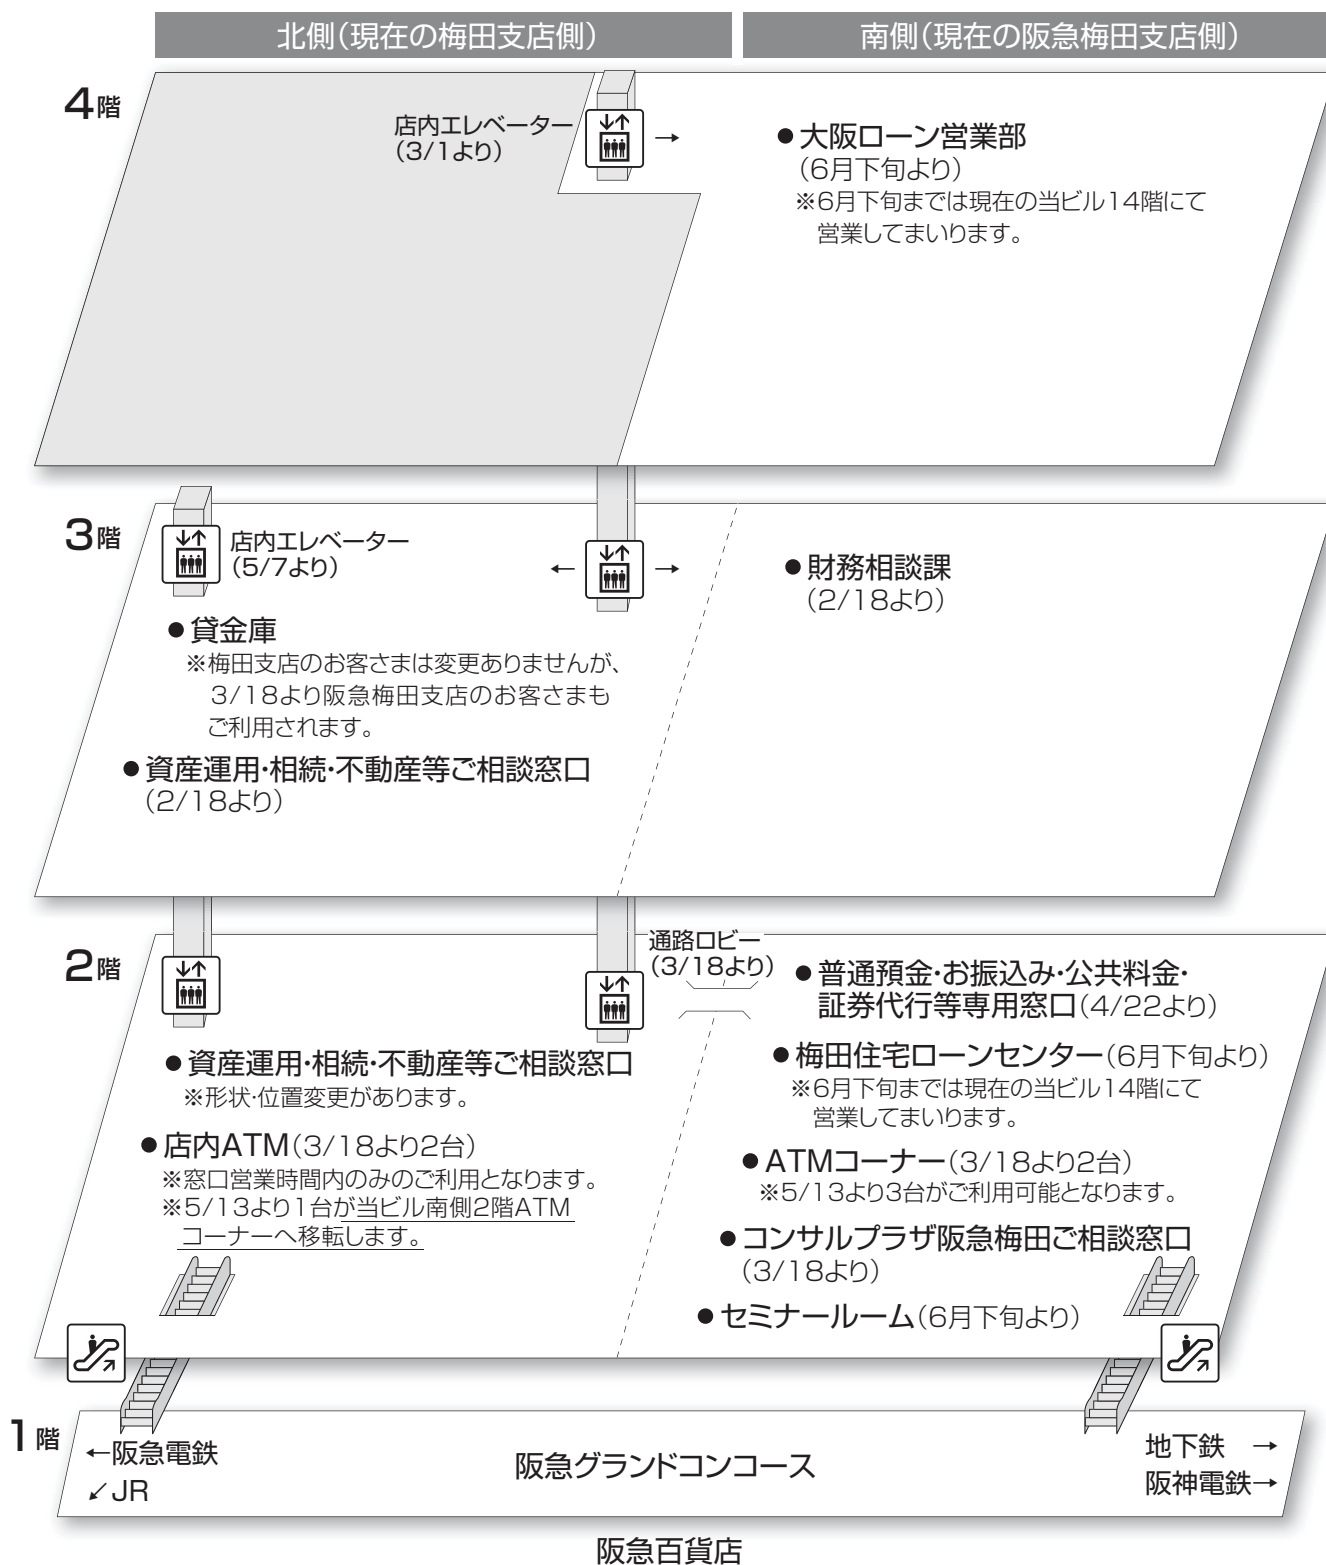 北側（現在の梅田支店側）
南側（現在の阪急梅田支店側）
4階
店内エレベーター
（3/1より）
→
●大阪ローン営業部
（6月下旬より）
※6月下旬までは現在の当ビル14階にて
営業してまいります。
3階
店内エレベーター
（5/7より）
← →
●貸金庫
※梅田支店のお客さまは変更ありませんが、
3/18より阪急梅田支店のお客さまも
ご利用されます。
●資産運用・相続・不動産等ご相談窓口
（2/18より）
●財務相談課
（2/18より）
2階
通路ロビー
（3/18より）
●資産運用・相続・不動産等ご相談窓口
※形状・位置変更があります。
●店内ATM（3/18より2台）
※窓口営業時間内のみのご利用となります。
※5/13より1台が当ビル南側2階ATM
コーナーへ移転します。
●普通預金・お振込み・公共料金・
証券代行等専用窓口（4/22より）
●梅田住宅ローンセンター（6月下旬より）
※6月下旬までは現在の当ビル14階にて
営業してまいります。
●ATMコーナー（3/18より2台）
※5/13より3台がご利用可能となります。
●コンサルプラザ阪急梅田ご相談窓口
（3/18より）
●セミナールーム（6月下旬より）
1階
←阪急電鉄
↙JR
阪急グランドコンコース
地下鉄 →
阪神電鉄→
阪急百貨店